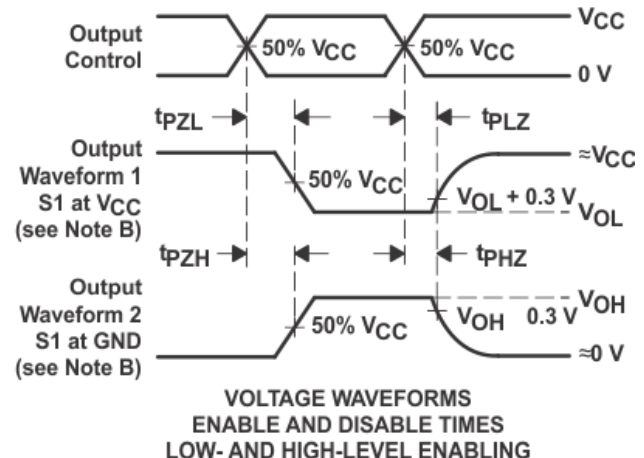 Output
Control
50% VCC
50% VCC
VCC
0 V
tPZL
tPLZ
Output
Waveform 1
S1 at VCC
(see Note B)
50% VCC
≈VCC
VOL + 0.3 V
VOL
tPZH
tPHZ
Output
Waveform 2
S1 at GND
(see Note B)
50% VCC
VOH 0.3 V
VOH
≈0 V
VOLTAGE WAVEFORMS
ENABLE AND DISABLE TIMES
LOW- AND HIGH-LEVEL ENABLING